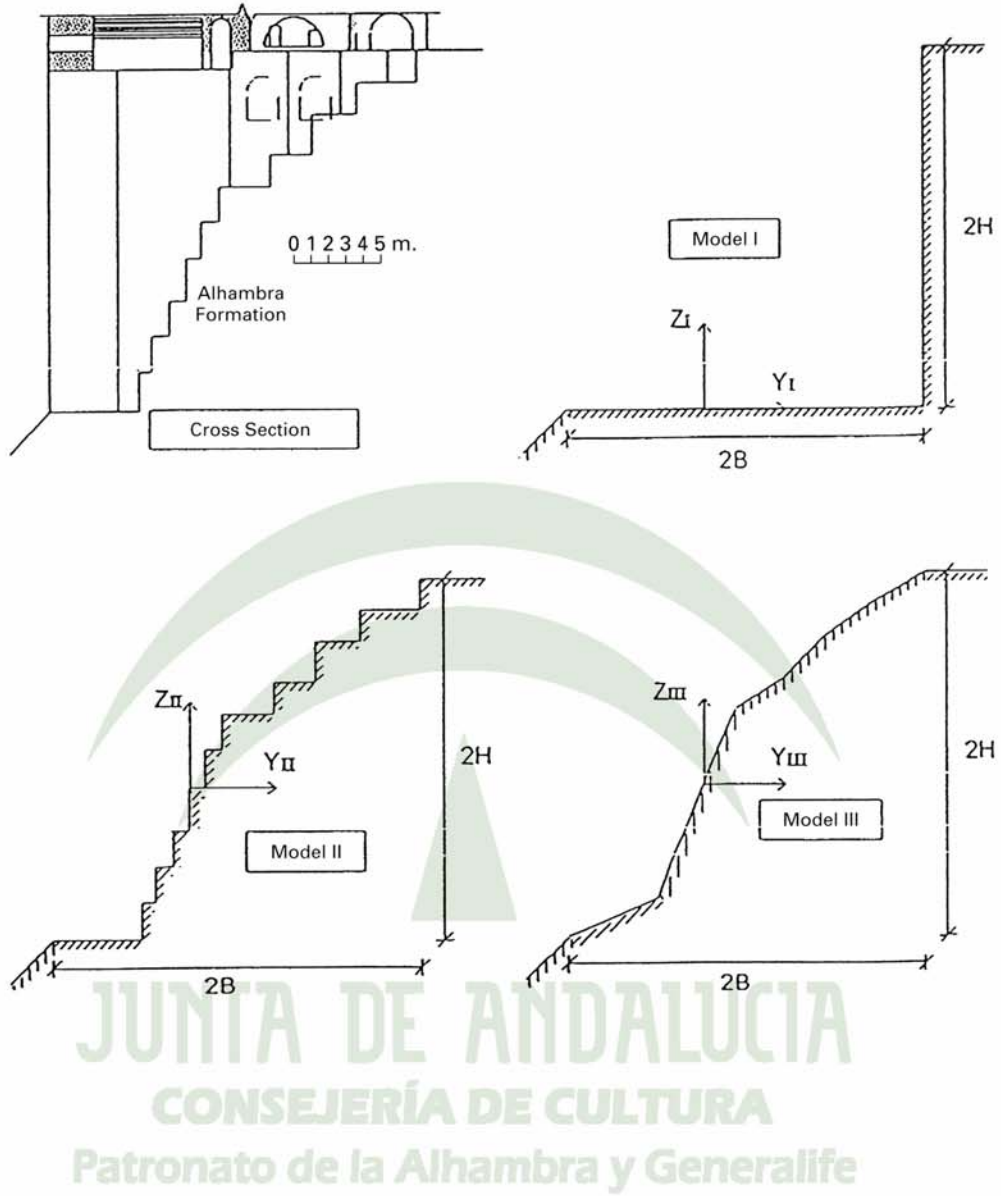 0 1 2 3 4 5 m.
Alhambra
Formation
Cross Section
Model I
2H
ZI
YI
2B
ZII
YII
2H
Model II
2B
ZIII
YIII
2H
Model III
2B
JUNTA DE ANDALUCIA
CONSEJERÍA DE CULTURA
Patronato de la Alhambra y Generalife